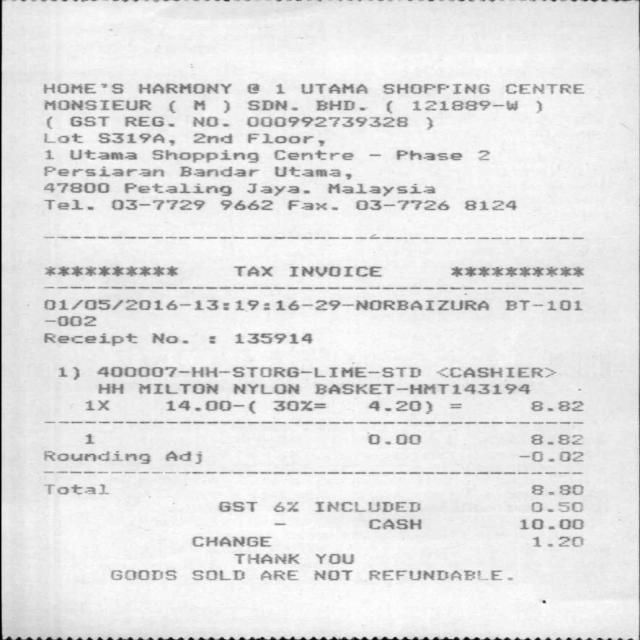 HOME'S HARMONY @ 1 UTAMA SHOPPING CENTRE
MONSIEUR ( M ) SDN. BHD. ( 121889-W )
( GST REG. NO. 000992739328 )
Lot S319A, 2nd Floor,
1 Utama Shopping Centre - Phase 2
Persiaran Bandar Utama,
47800 Petaling Jaya. Malaysia
Tel. 03-7729 9662 Fax. 03-7726 8124
********** TAX INVOICE **********
01/05/2016-13:19:16-29-NORBAIZURA BT-101
-002
Receipt No. : 135914
1) 400007-HH-STORG-LIME-STD <CASHIER>
HH MILTON NYLON BASKET-HMT143194
1X 14.00-( 30%= 4.20) = 8.82
1 0.00 8.82
Rounding Adj -0.02
Total 8.80
GST 6% INCLUDED 0.50
- CASH 10.00
CHANGE 1.20
THANK YOU
GOODS SOLD ARE NOT REFUNDABLE.